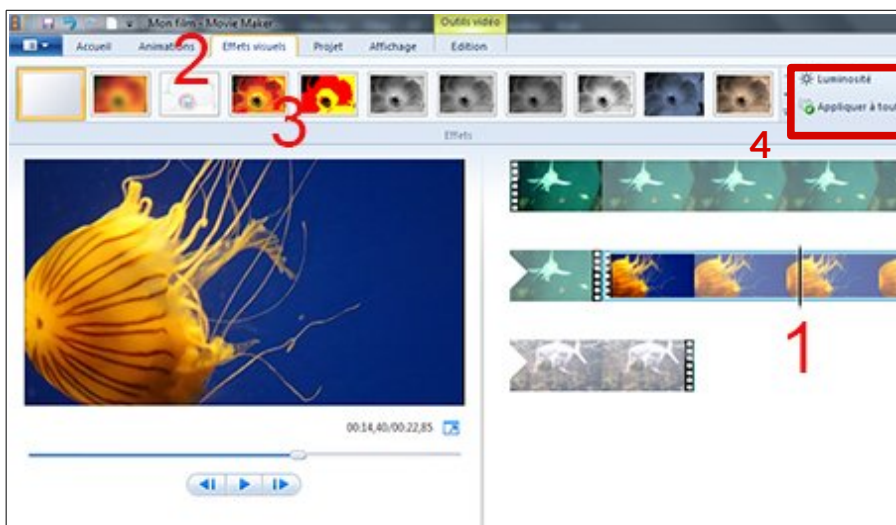 Mon film - Movie Maker
Outils vidéo
Accueil Animations Effets visuels Projet Affichage Edition
2
3
Luminosité
Appliquer à tout
Effets
4
1
00:14,40/00:22,85